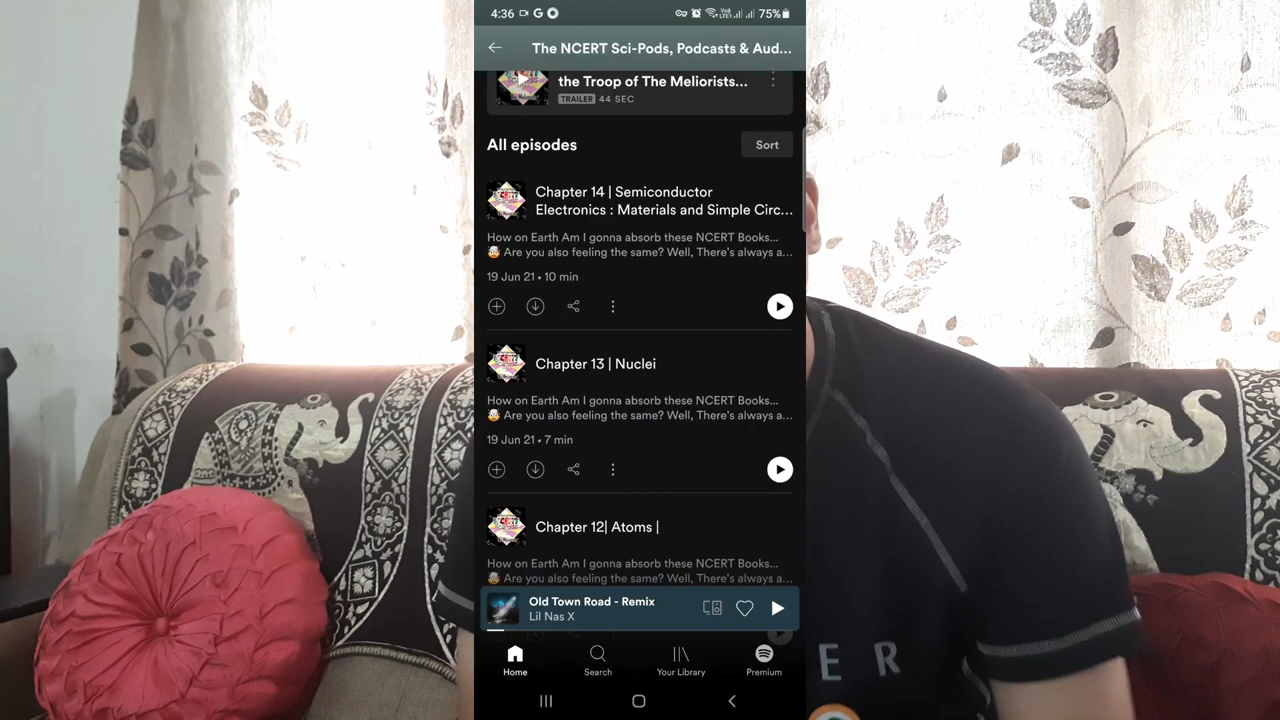 4:36
75%
The NCERT Sci-Pods, Podcasts & Aud...
the Troop of The Meliorists...
TRAILER 44 SEC
All episodes
Sort
Chapter 14 | Semiconductor
Electronics : Materials and Simple Circ...
How on Earth Am I gonna absorb these NCERT Books...
🤯 Are you also feeling the same? Well, There's always a...
19 Jun 21 • 10 min
Chapter 13 | Nuclei
How on Earth Am I gonna absorb these NCERT Books...
🤯 Are you also feeling the same? Well, There's always a...
19 Jun 21 • 7 min
Chapter 12| Atoms |
How on Earth Am I gonna absorb these NCERT Books...
🤯 Are you also feeling the same? Well, There's always a...
Old Town Road - Remix
Lil Nas X
Home
Search
Your Library
Premium
E R